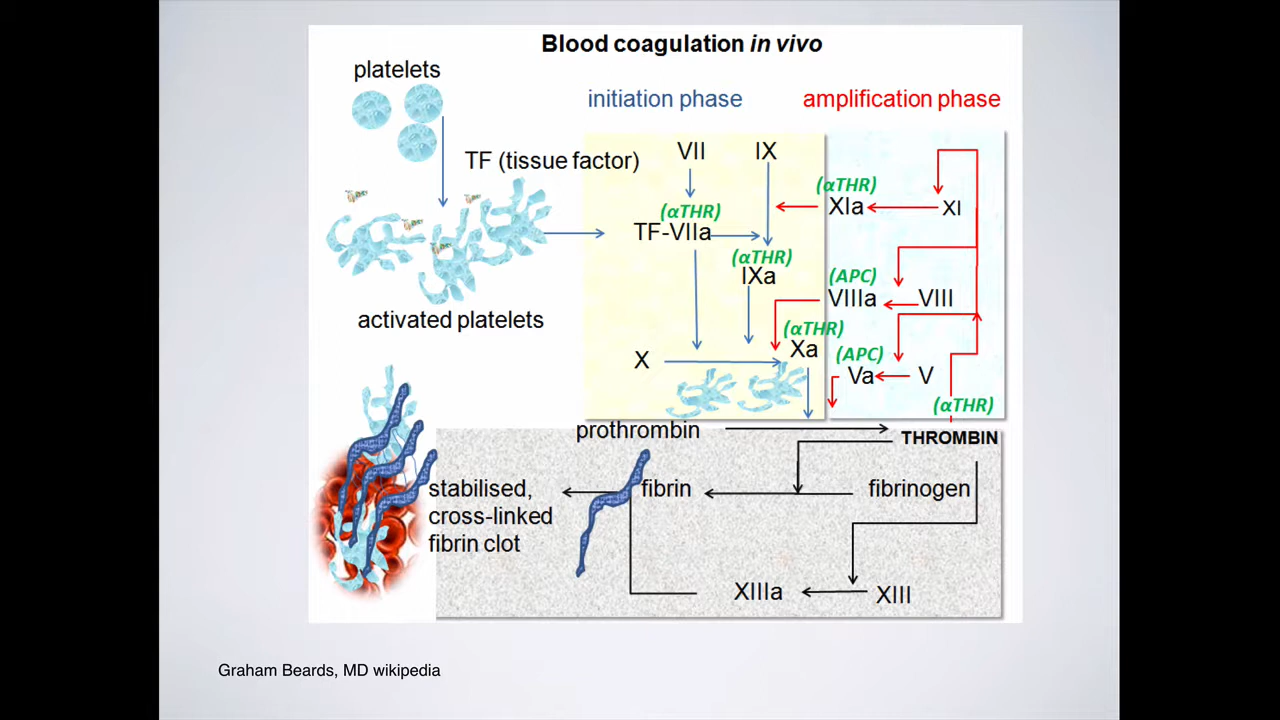 Blood coagulation in vivo
platelets
initiation phase
amplification phase
TF (tissue factor)
VII
IX
(αTHR)
XIa
XI
(αTHR)
TF-VIIa
(αTHR)
IXa
(APC)
VIIIa
VIII
activated platelets
(αTHR)
Xa
X
(APC)
Va
V
(αTHR)
prothrombin
THROMBIN
stabilised,
cross-linked
fibrin clot
fibrin
fibrinogen
XIIIa
XIII
Graham Beards, MD wikipedia